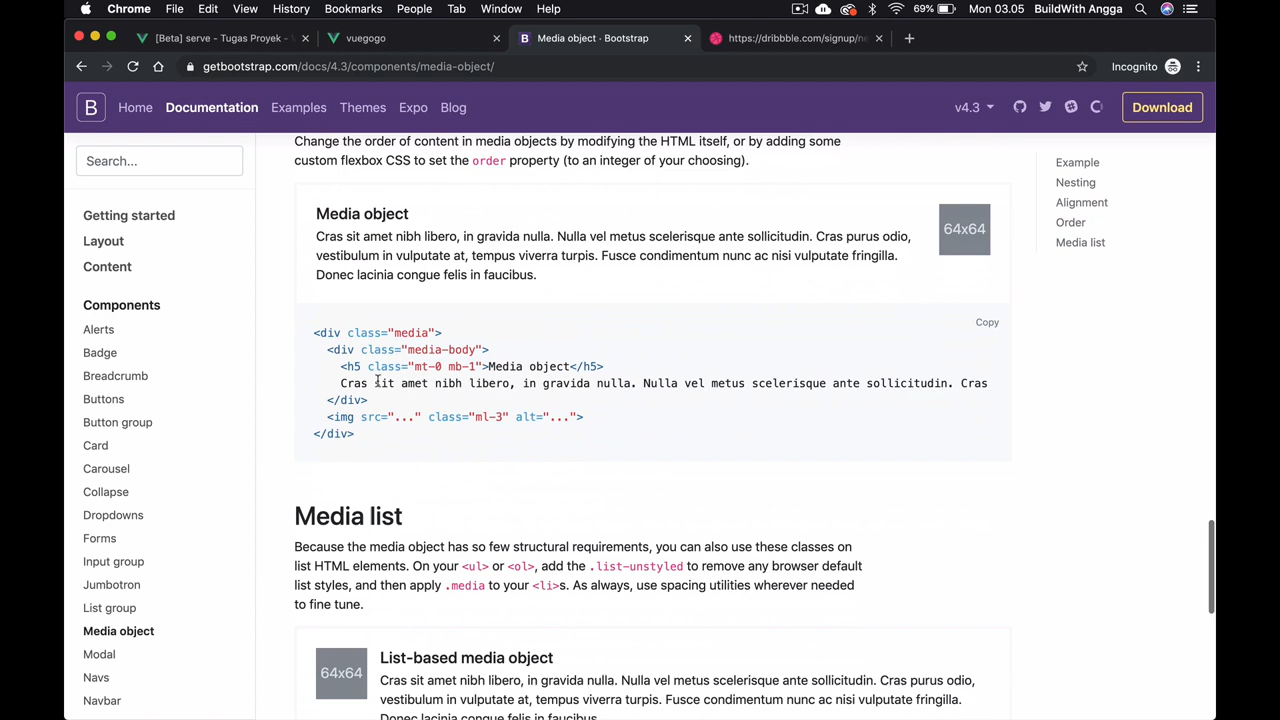 Chrome File Edit View History Bookmarks People Tab Window Help 69% Mon 03.05 BuildWith Angga
[Beta] serve - Tugas Proyek - × vuegogo × Media object · Bootstrap × https://dribbble.com/signup/ne ×
getbootstrap.com/docs/4.3/components/media-object/ Incognito
B Home Documentation Examples Themes Expo Blog v4.3 Download
Search...
Getting started
Layout
Content
Components
Alerts
Badge
Breadcrumb
Buttons
Button group
Card
Carousel
Collapse
Dropdowns
Forms
Input group
Jumbotron
List group
Media object
Modal
Navs
Navbar
Change the order of content in media objects by modifying the HTML itself, or by adding some
custom flexbox CSS to set the order property (to an integer of your choosing).
Media object
Cras sit amet nibh libero, in gravida nulla. Nulla vel metus scelerisque ante sollicitudin. Cras purus odio,
vestibulum in vulputate at, tempus viverra turpis. Fusce condimentum nunc ac nisi vulputate fringilla.
Donec lacinia congue felis in faucibus.
64x64
Copy
<div class="media">
<div class="media-body">
<h5 class="mt-0 mb-1">Media object</h5>
Cras sit amet nibh libero, in gravida nulla. Nulla vel metus scelerisque ante sollicitudin. Cras
</div>
<img src="..." class="ml-3" alt="...">
</div>
Media list
Because the media object has so few structural requirements, you can also use these classes on
list HTML elements. On your <ul> or <ol>, add the .list-unstyled to remove any browser default
list styles, and then apply .media to your <li>s. As always, use spacing utilities wherever needed
to fine tune.
64x64
List-based media object
Cras sit amet nibh libero, in gravida nulla. Nulla vel metus scelerisque ante sollicitudin. Cras purus odio,
vestibulum in vulputate at, tempus viverra turpis. Fusce condimentum nunc ac nisi vulputate fringilla.
Donec lacinia congue felis in faucibus.
Example
Nesting
Alignment
Order
Media list